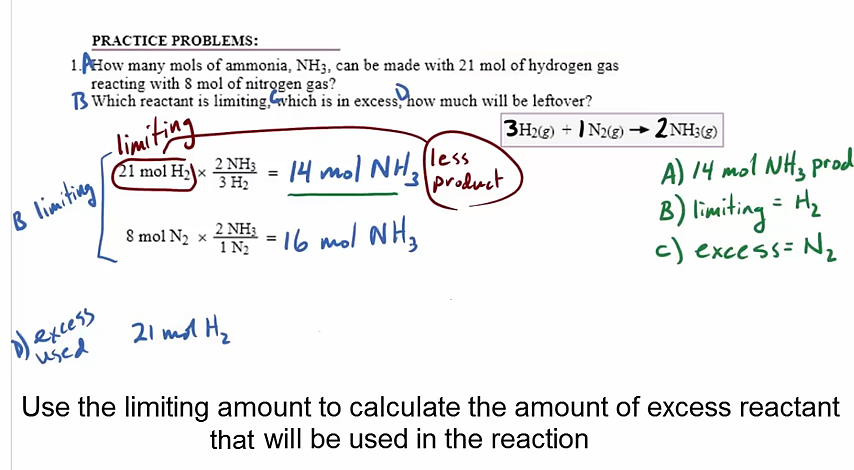 PRACTICE PROBLEMS:
1. A How many mols of ammonia, NH₃, can be made with 21 mol of hydrogen gas
reacting with 8 mol of nitrogen gas?
B Which reactant is limiting, C which is in excess, D how much will be leftover?
3H₂(g) + 1N₂(g) → 2NH₃(g)
limiting
21 mol H₂ × 2 NH₃ / 3 H₂ = 14 mol NH₃
less
product
B limiting
8 mol N₂ × 2 NH₃ / 1 N₂ = 16 mol NH₃
A) 14 mol NH₃ prod
B) limiting = H₂
C) excess = N₂
D) excess
used
21 mol H₂
Use the limiting amount to calculate the amount of excess reactant
that will be used in the reaction